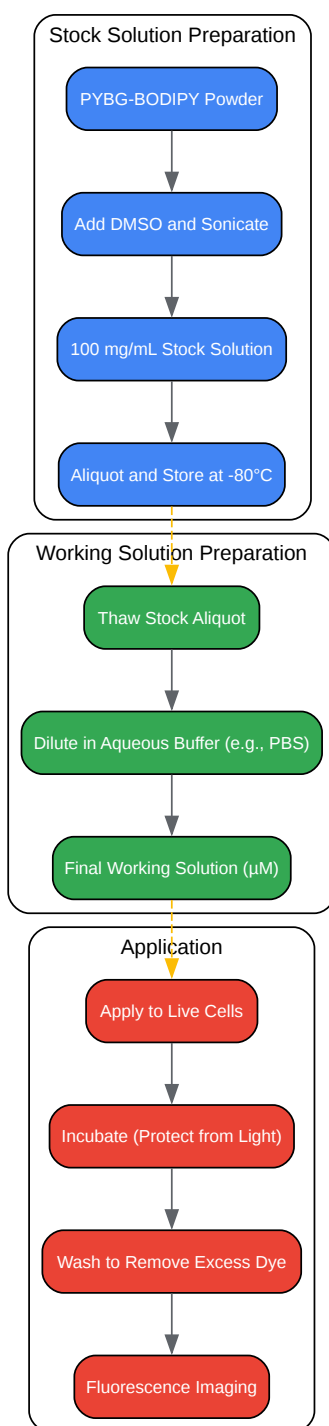 Stock Solution Preparation
PYBG-BODIPY Powder
Add DMSO and Sonicate
100 mg/mL Stock Solution
Aliquot and Store at -80°C
Working Solution Preparation
Thaw Stock Aliquot
Dilute in Aqueous Buffer (e.g., PBS)
Final Working Solution (µM)
Application
Apply to Live Cells
Incubate (Protect from Light)
Wash to Remove Excess Dye
Fluorescence Imaging